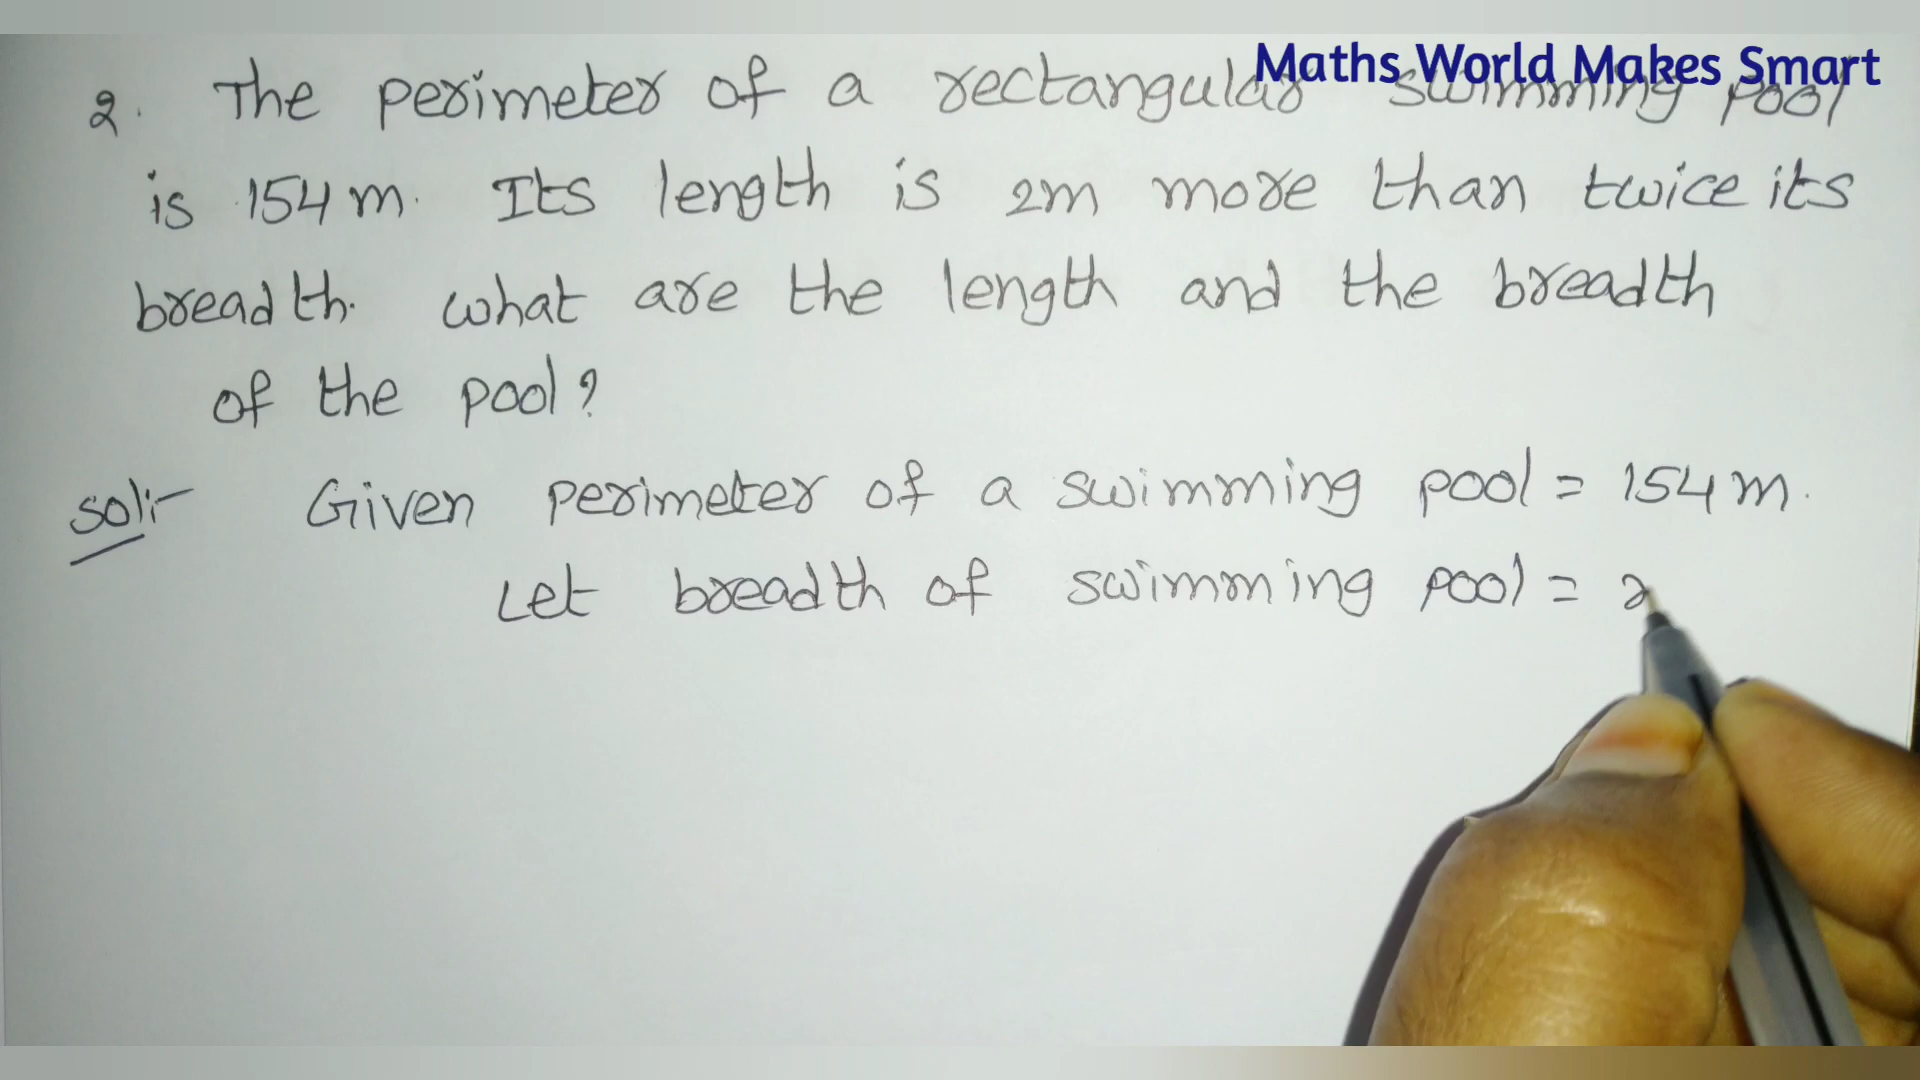 Maths World Makes Smart
2. The perimeter of a rectangular swimming pool
is 154m. Its length is 2m more than twice its
breadth. what are the length and the breadth
of the pool?
Sol:- Given perimeter of a swimming pool = 154m.
Let breadth of swimming pool =